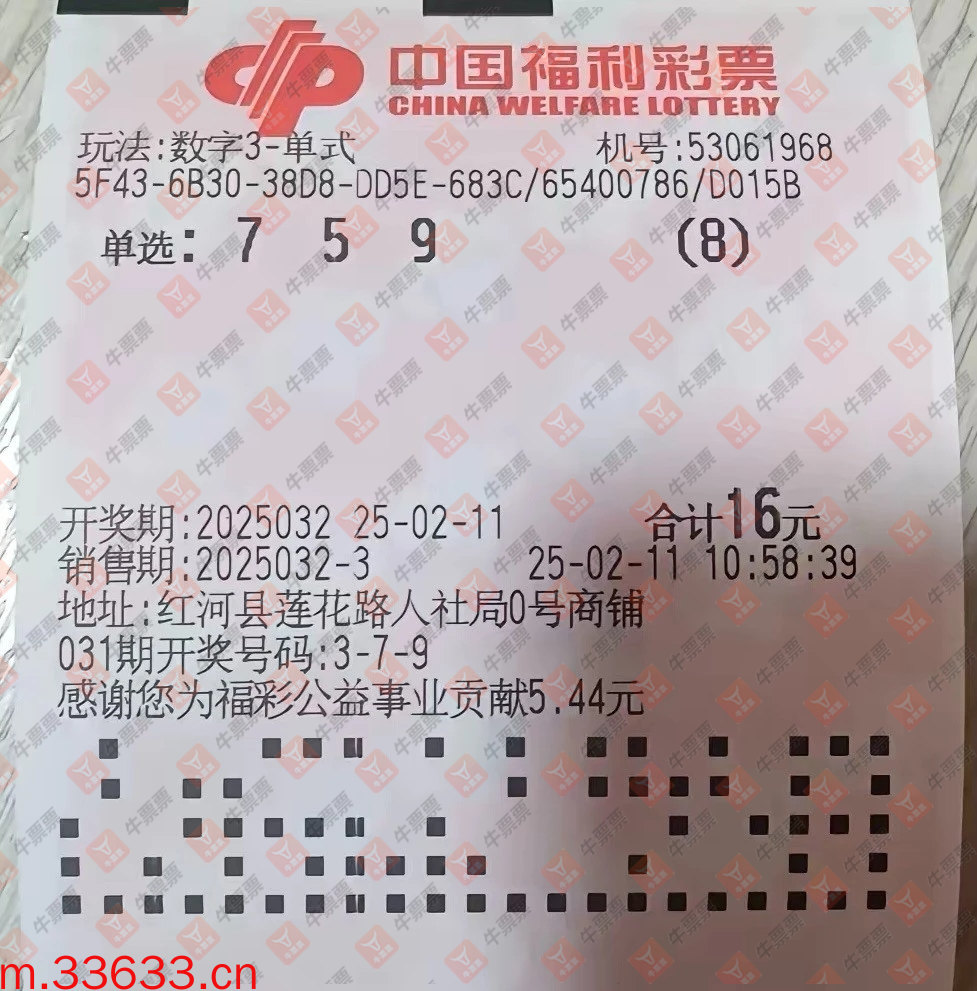 中国福利彩票
CHINA WELFARE LOTTERY
玩法:数字3-单式 机号:53061968
5F43-6B30-38D8-DD5E-683C/65400786/D015B
单选: 7 5 9 (8)
开奖期:2025032 25-02-11 合计16元
销售期:2025032-3 25-02-11 10:58:39
地址:红河县莲花路人社局0号商铺
031期开奖号码:3-7-9
感谢您为福彩公益事业贡献5.44元
m.33633.cn
牛票票